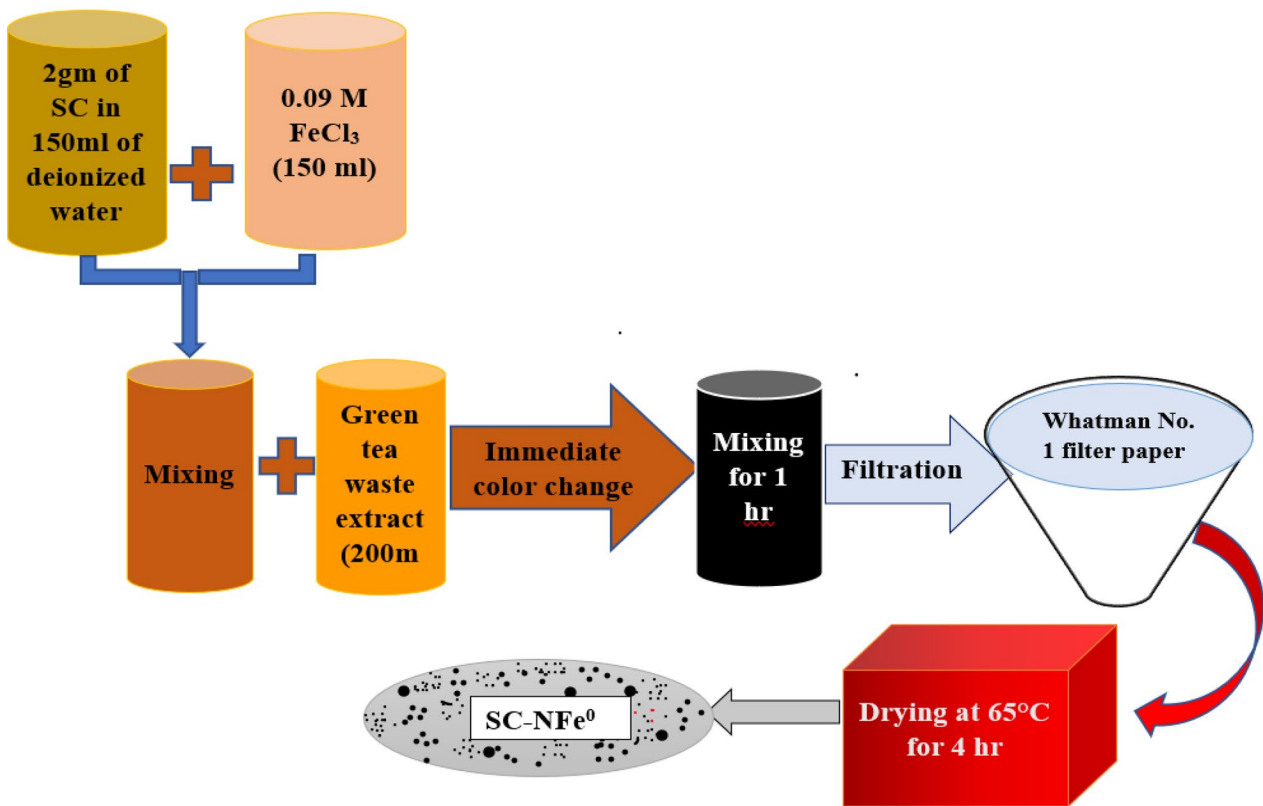 2gm of
SC in
150ml of
deionized
water
0.09 M
FeCl₃
(150 ml)
Mixing
Green
tea
waste
extract
(200m
Immediate
color change
Mixing
for 1
hr
Filtration
Whatman No.
1 filter paper
Drying at 65°C
for 4 hr
SC-NFe⁰